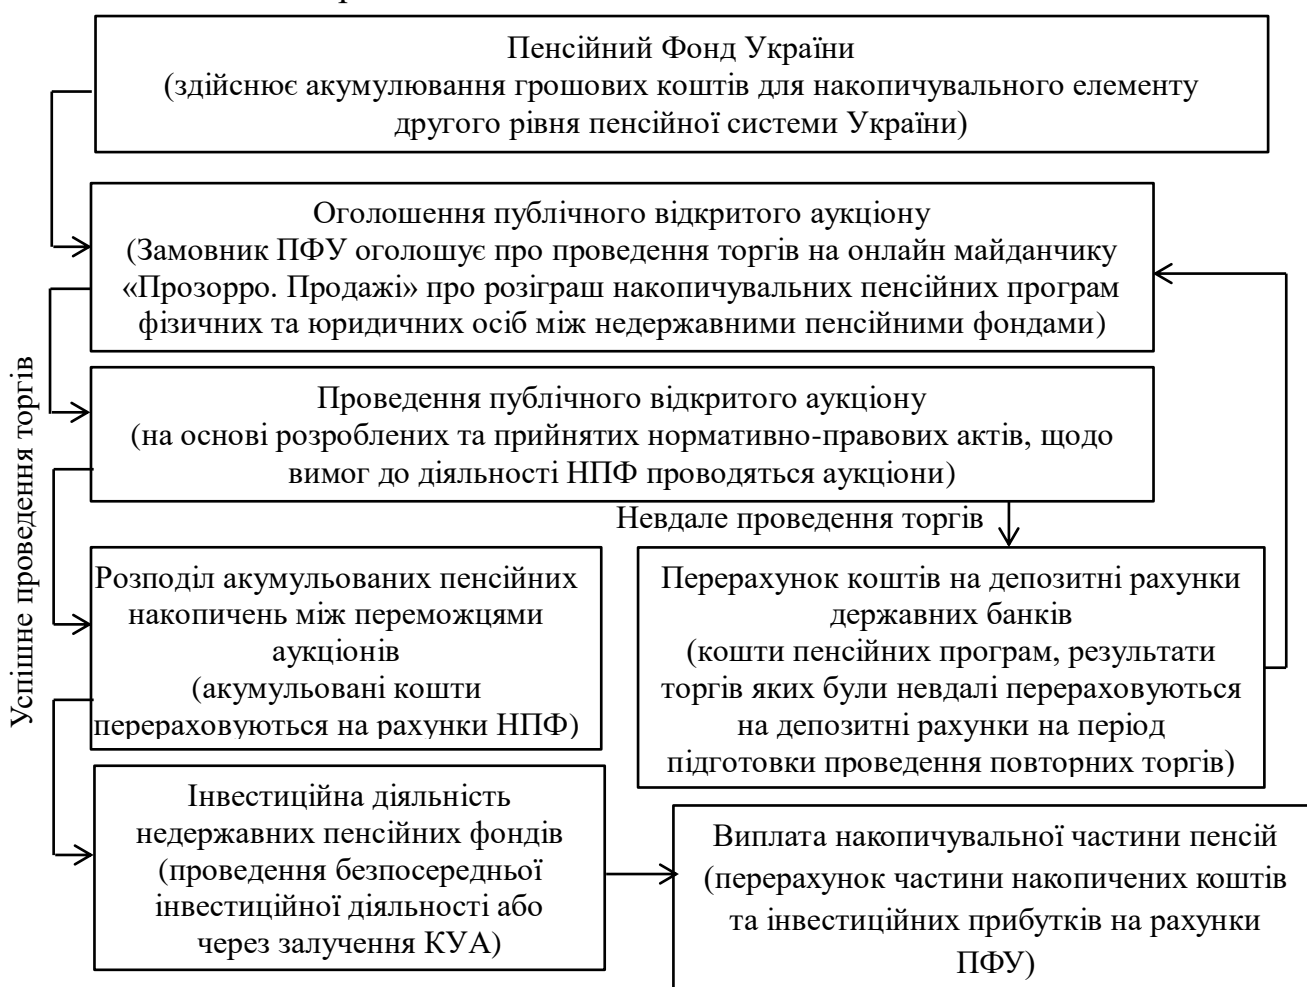 Пенсійний Фонд України
(здійснює акумулювання грошових коштів для накопичувального елементу
другого рівня пенсійної системи України)
Оголошення публічного відкритого аукціону
(Замовник ПФУ оголошує про проведення торгів на онлайн майданчику
«Прозорро. Продажі» про розіграш накопичувальних пенсійних програм
фізичних та юридичних осіб між недержавними пенсійними фондами)
Успішне проведення торгів
Проведення публічного відкритого аукціону
(на основі розроблених та прийнятих нормативно-правових актів, щодо
вимог до діяльності НПФ проводяться аукціони)
Невдале проведення торгів
Розподіл акумульованих пенсійних
накопичень між переможцями
аукціонів
(акумульовані кошти
перераховуються на рахунки НПФ)
Перерахунок коштів на депозитні рахунки
державних банків
(кошти пенсійних програм, результати
торгів яких були невдалі перераховуються
на депозитні рахунки на період
підготовки проведення повторних торгів)
Інвестиційна діяльність
недержавних пенсійних фондів
(проведення безпосередньої
інвестиційної діяльності або
через залучення КУА)
Виплата накопичувальної частини пенсій
(перерахунок частини накопичених коштів
та інвестиційних прибутків на рахунки
ПФУ)